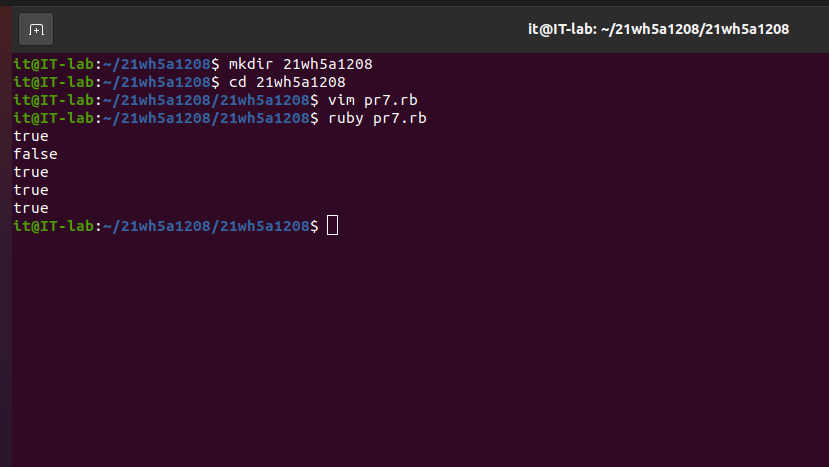 it@IT-lab: ~/21wh5a1208/21wh5a1208
it@IT-lab:~/21wh5a1208$ mkdir 21wh5a1208
it@IT-lab:~/21wh5a1208$ cd 21wh5a1208
it@IT-lab:~/21wh5a1208/21wh5a1208$ vim pr7.rb
it@IT-lab:~/21wh5a1208/21wh5a1208$ ruby pr7.rb
true
false
true
true
true
it@IT-lab:~/21wh5a1208/21wh5a1208$